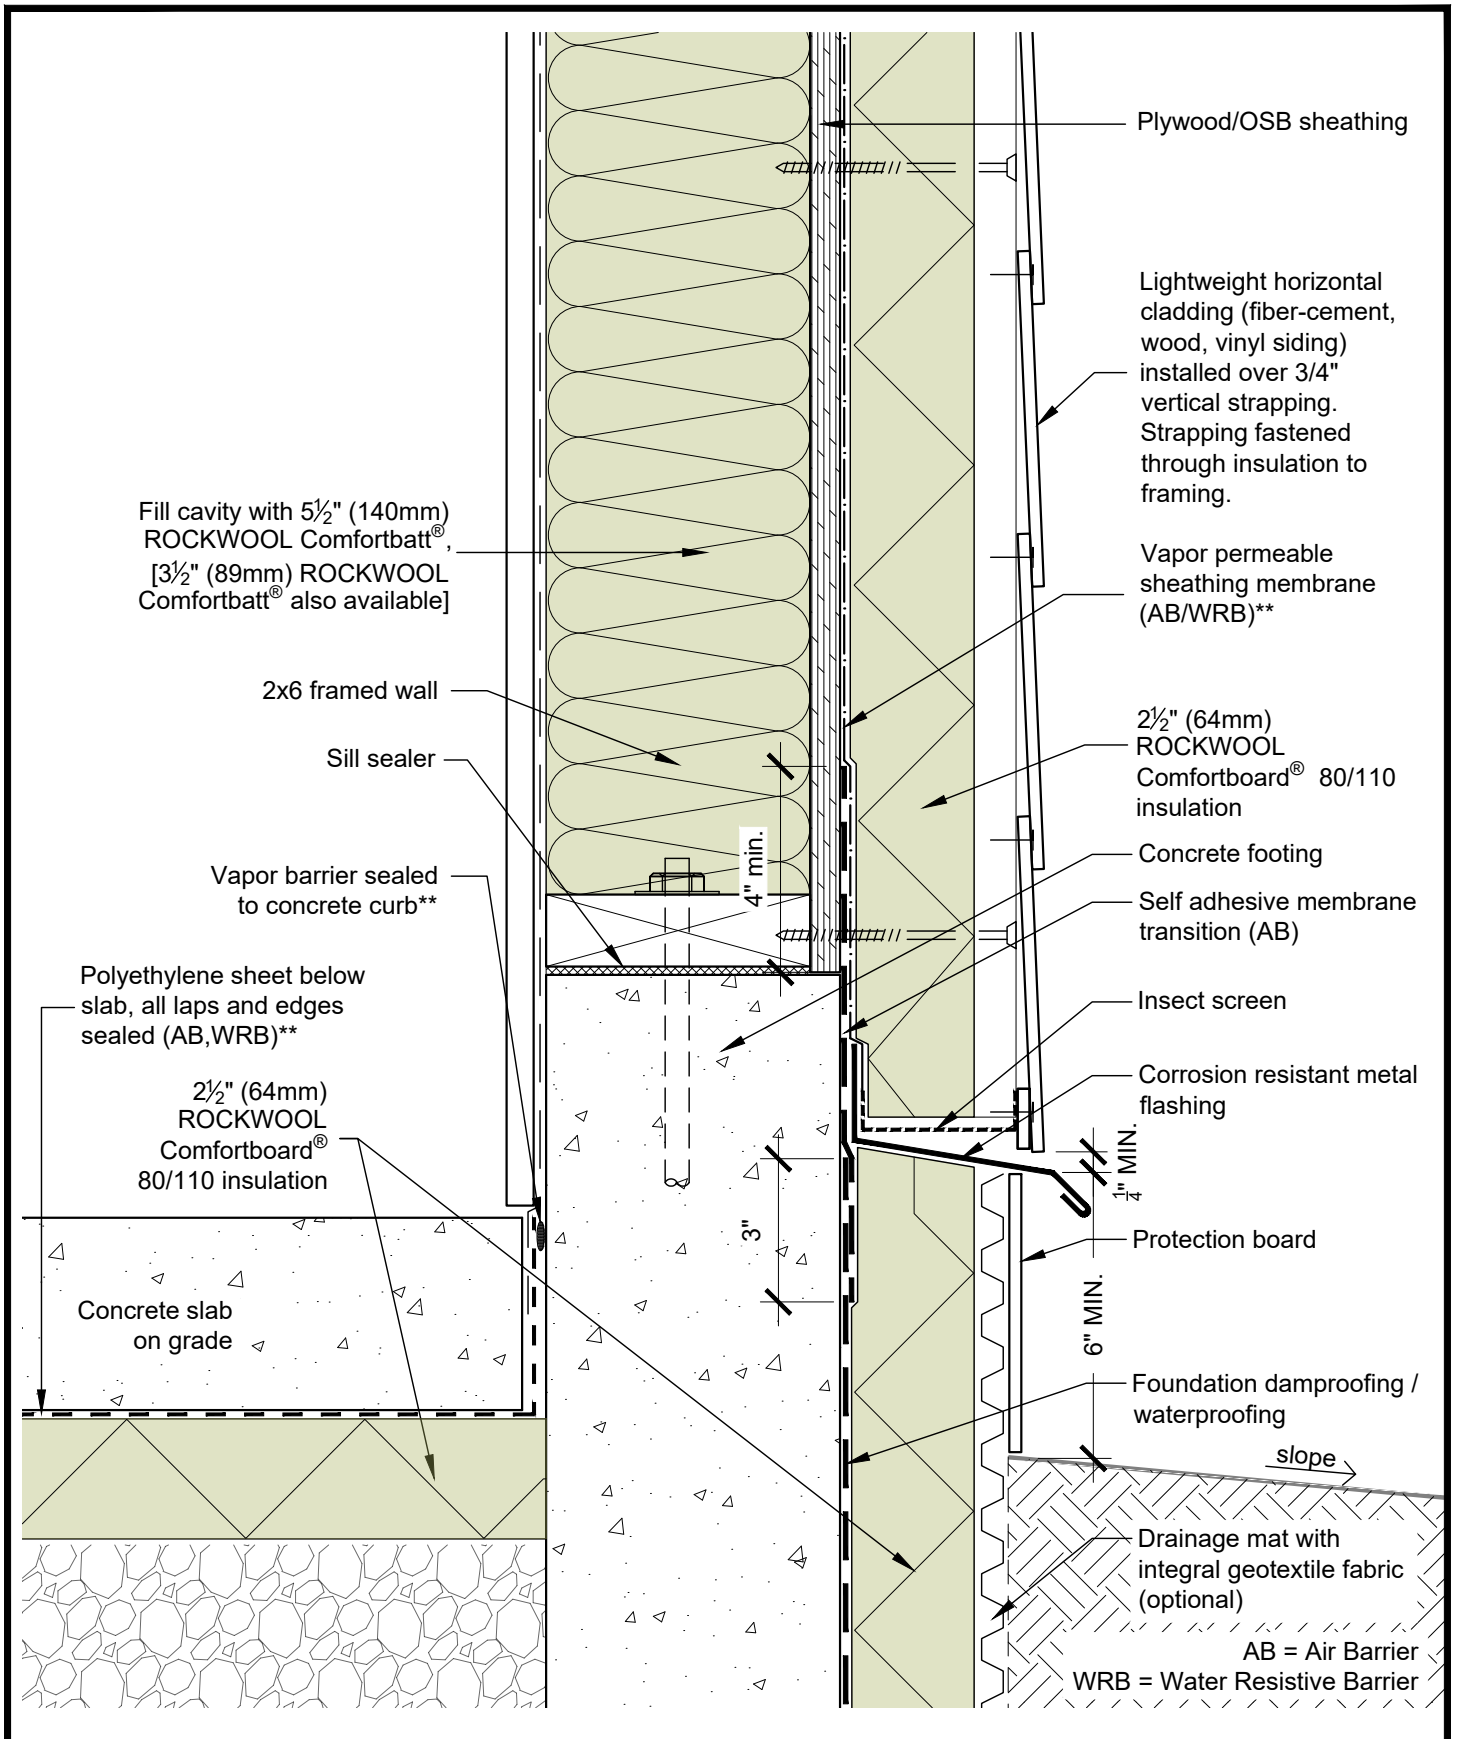 Plywood/OSB sheathing
Lightweight horizontal
cladding (fiber-cement,
wood, vinyl siding)
installed over 3/4"
vertical strapping.
Strapping fastened
through insulation to
framing.
Fill cavity with 5½" (140mm)
ROCKWOOL Comfortbatt®,
[3½" (89mm) ROCKWOOL
Comfortbatt® also available]
Vapor permeable
sheathing membrane
(AB/WRB)**
2x6 framed wall
Sill sealer
2½" (64mm)
ROCKWOOL
Comfortboard® 80/110
insulation
4" min.
Concrete footing
Vapor barrier sealed
to concrete curb**
Self adhesive membrane
transition (AB)
Polyethylene sheet below
slab, all laps and edges
sealed (AB,WRB)**
Insect screen
Corrosion resistant metal
flashing
2½" (64mm)
ROCKWOOL
Comfortboard®
80/110 insulation
¼" MIN.
3"
Protection board
6" MIN.
Concrete slab
on grade
Foundation damproofing /
waterproofing
slope
Drainage mat with
integral geotextile fabric
(optional)
AB = Air Barrier
WRB = Water Resistive Barrier